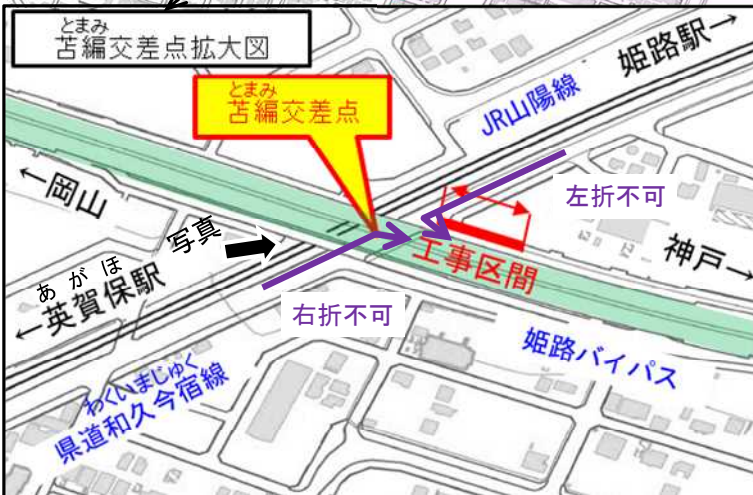 とまみ
苫編交差点拡大図
姫路駅→
とまみ
苫編交差点
JR山陽線
←岡山
左折不可
写真
工事区間
神戸→
あがほ
←英賀保駅
右折不可
姫路バイパス
わくいまじゅく
県道和久今宿線